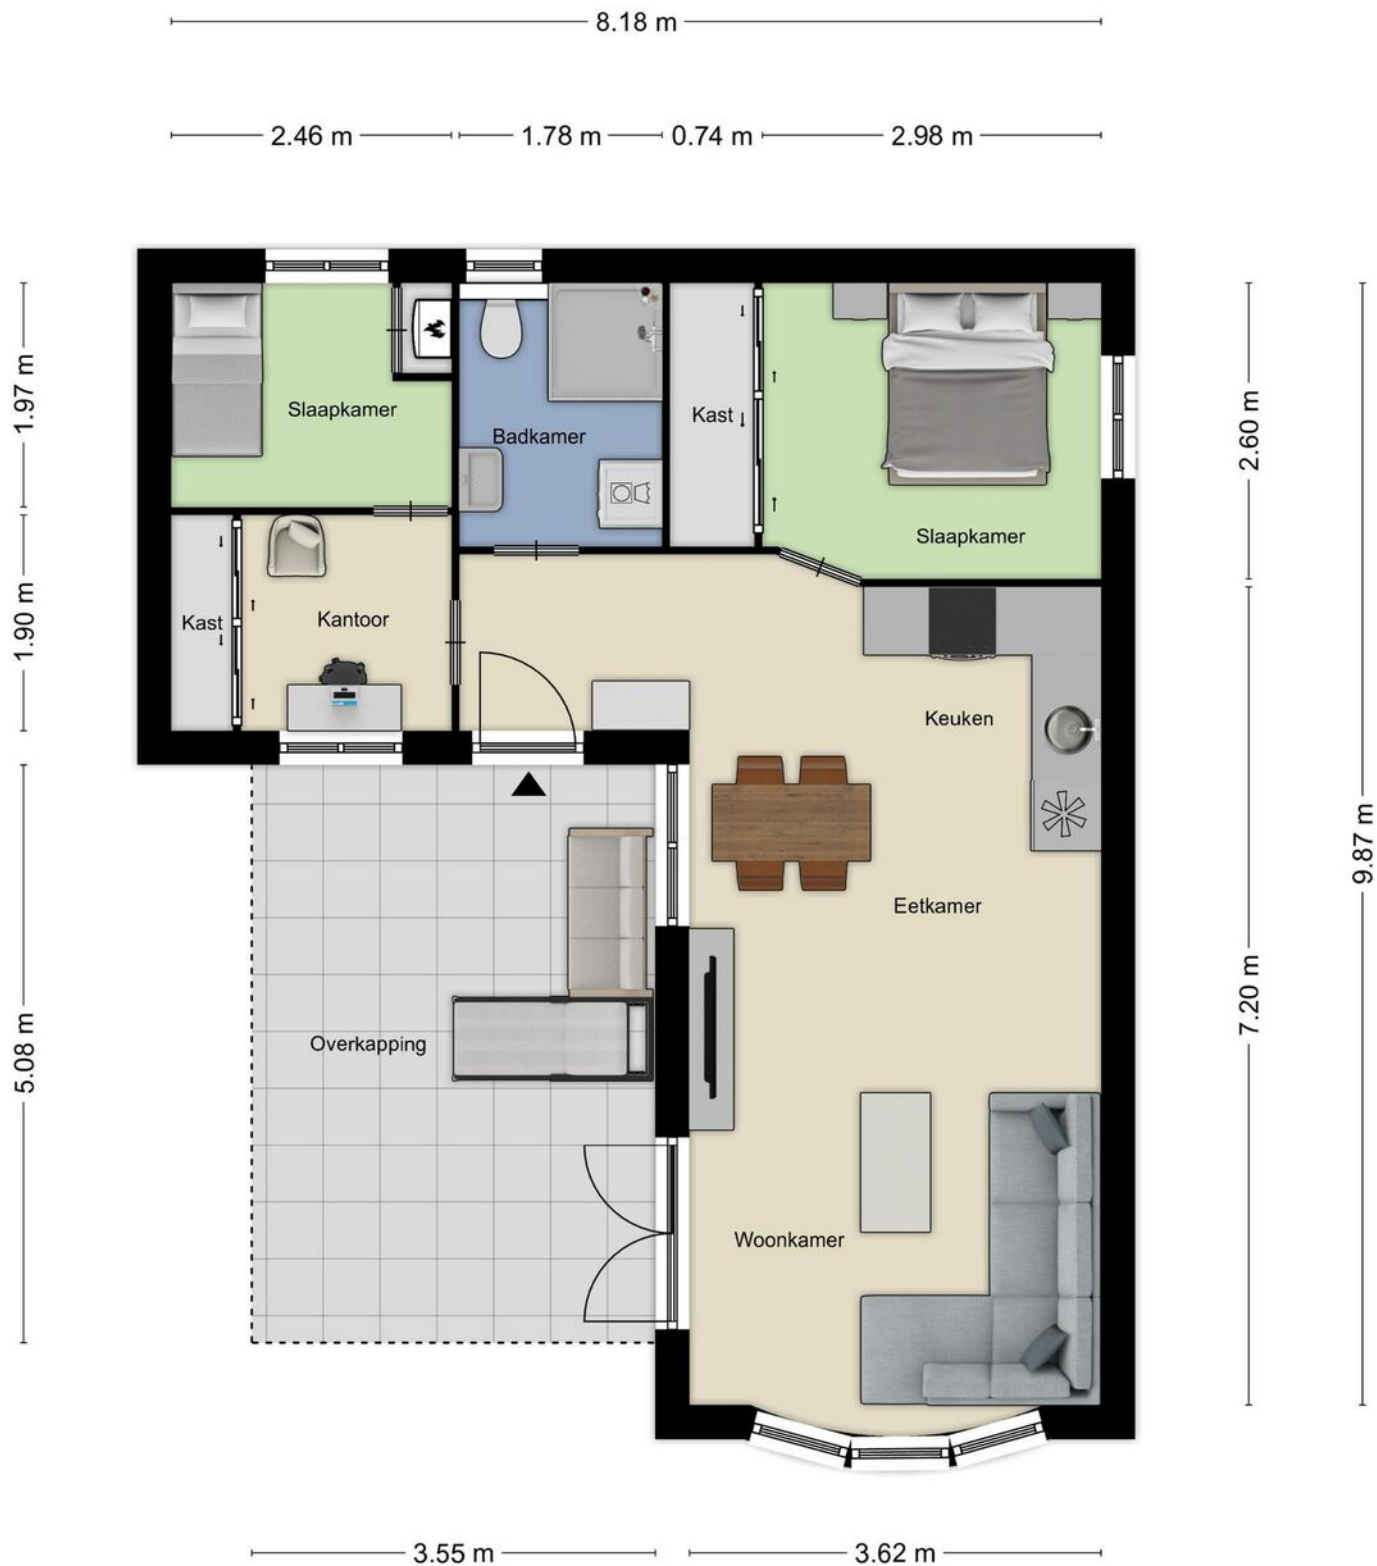 8.18 m
2.46 m 1.78 m 0.74 m 2.98 m
1.97 m
2.60 m
Slaapkamer
Badkamer
Kast
Slaapkamer
1.90 m
Kast
Kantoor
Keuken
9.87 m
Eetkamer
7.20 m
5.08 m
Overkapping
Woonkamer
3.55 m 3.62 m